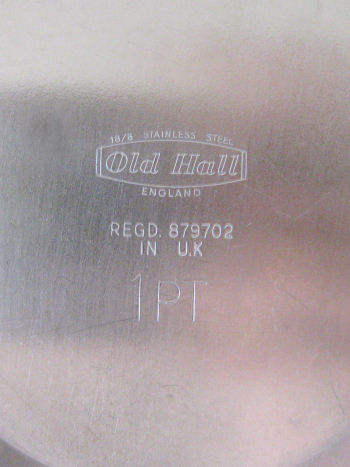 18/8 STAINLESS STEEL
Old Hall
ENGLAND
REGD. 879702
IN U.K
1PT